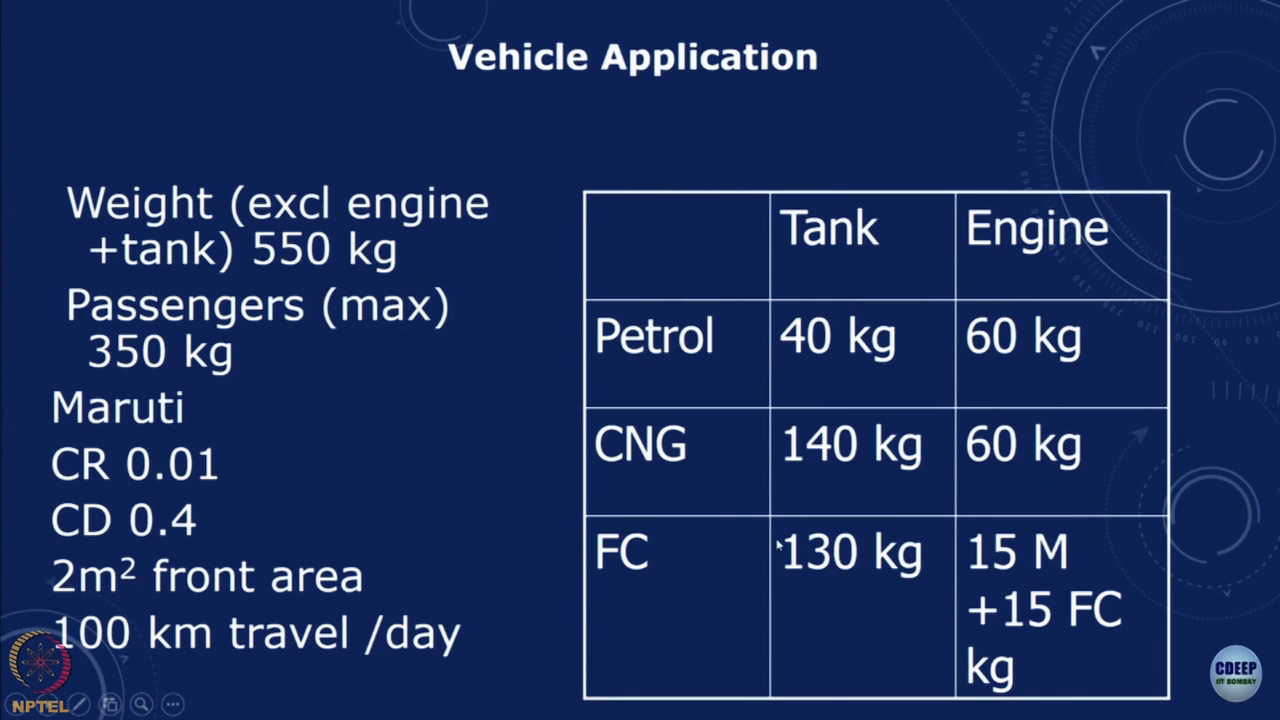 Vehicle Application
Weight (excl engine
+tank) 550 kg
Passengers (max)
350 kg
Maruti
CR 0.01
CD 0.4
2m² front area
100 km travel /day
Tank Engine
Petrol 40 kg 60 kg
CNG 140 kg 60 kg
FC 130 kg 15 M
+15 FC
kg
NPTEL
CDEEP
IIT BOMBAY